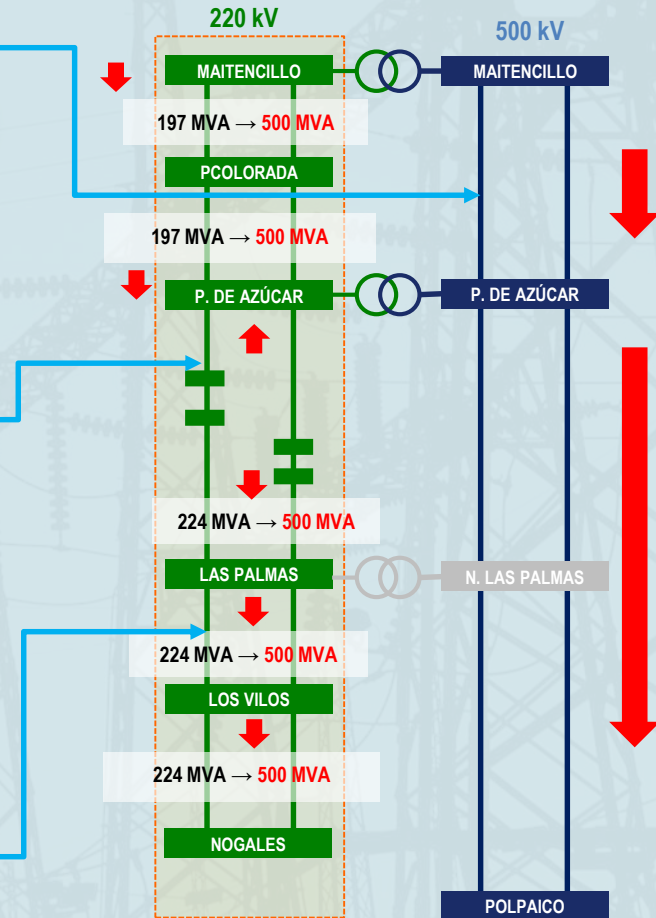 220 kV
500 kV
MAITENCILLO
MAITENCILLO
197 MVA → 500 MVA
PCOLORADA
197 MVA → 500 MVA
P. DE AZÚCAR
P. DE AZÚCAR
224 MVA → 500 MVA
LAS PALMAS
N. LAS PALMAS
224 MVA → 500 MVA
LOS VILOS
224 MVA → 500 MVA
NOGALES
POLPAICO